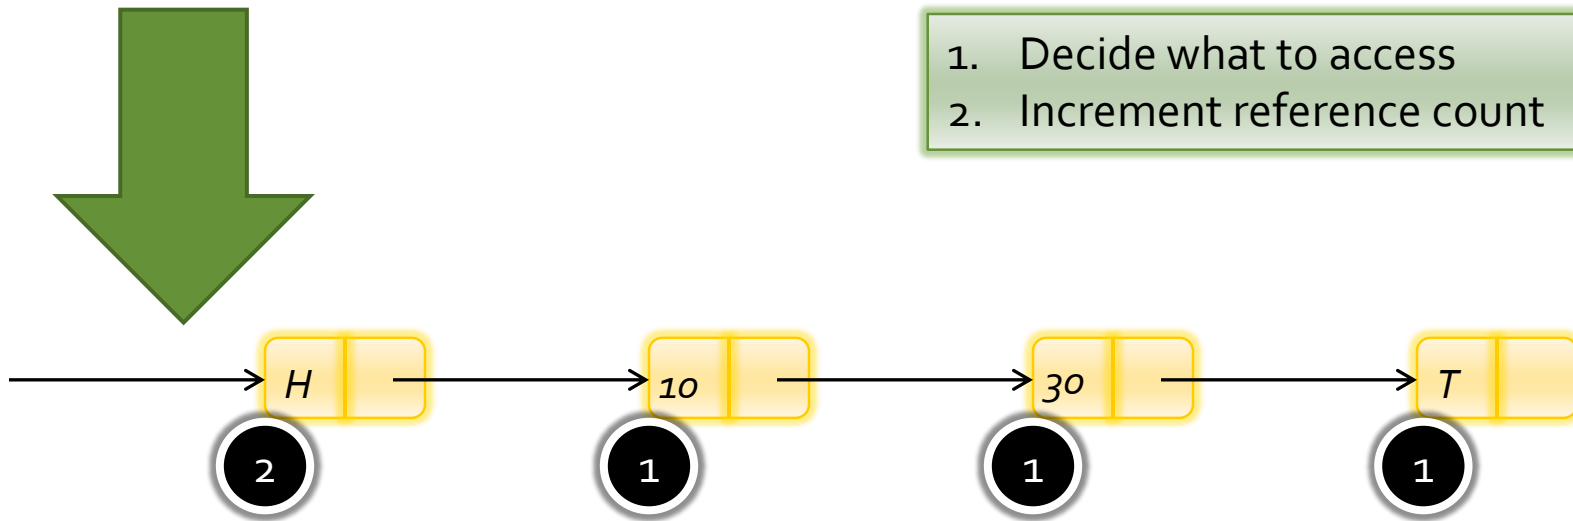 1. Decide what to access
2. Increment reference count
H 10 30 T
2 1 1 1